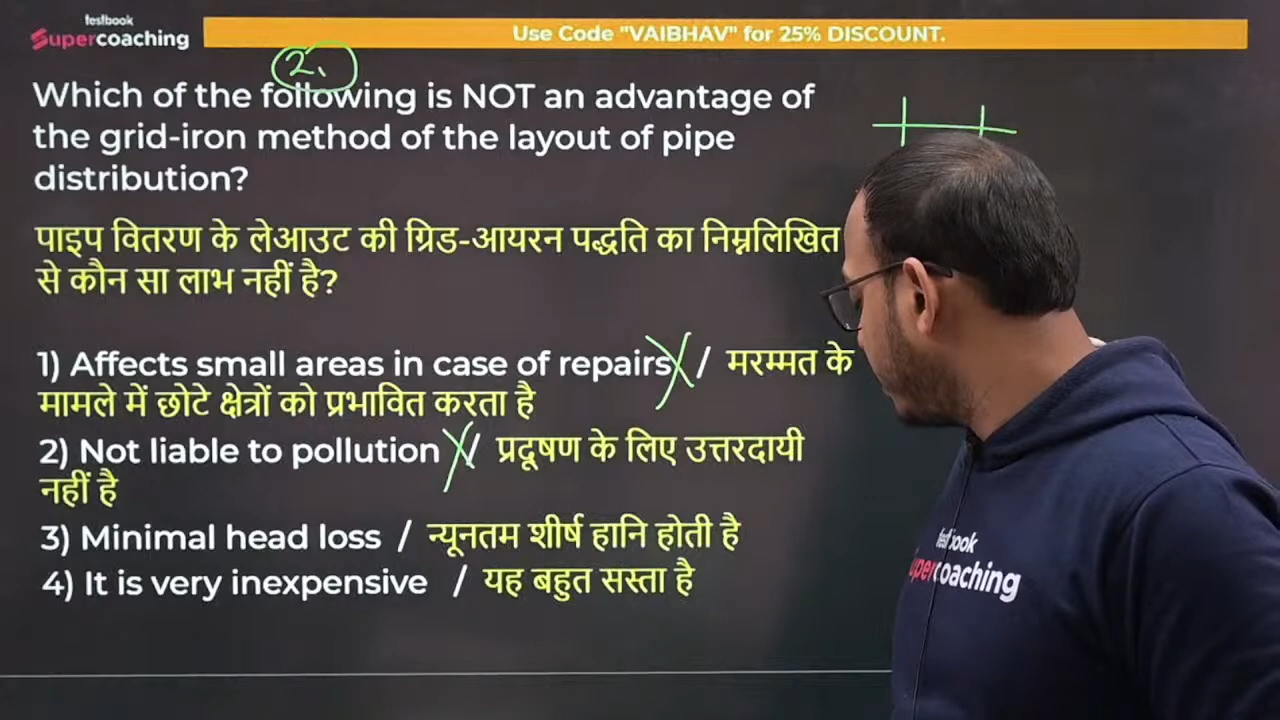 testbook
Supercoaching
Use Code "VAIBHAV" for 25% DISCOUNT.
2.
Which of the following is NOT an advantage of
the grid-iron method of the layout of pipe
distribution?
पाइप वितरण के लेआउट की ग्रिड-आयरन पद्धति का निम्नलिखित
से कौन सा लाभ नहीं है?
1) Affects small areas in case of repairs / मरम्मत के
मामले में छोटे क्षेत्रों को प्रभावित करता है
2) Not liable to pollution / प्रदूषण के लिए उत्तरदायी
नहीं है
3) Minimal head loss / न्यूनतम शीर्ष हानि होती है
4) It is very inexpensive / यह बहुत सस्ता है
testbook
Supercoaching